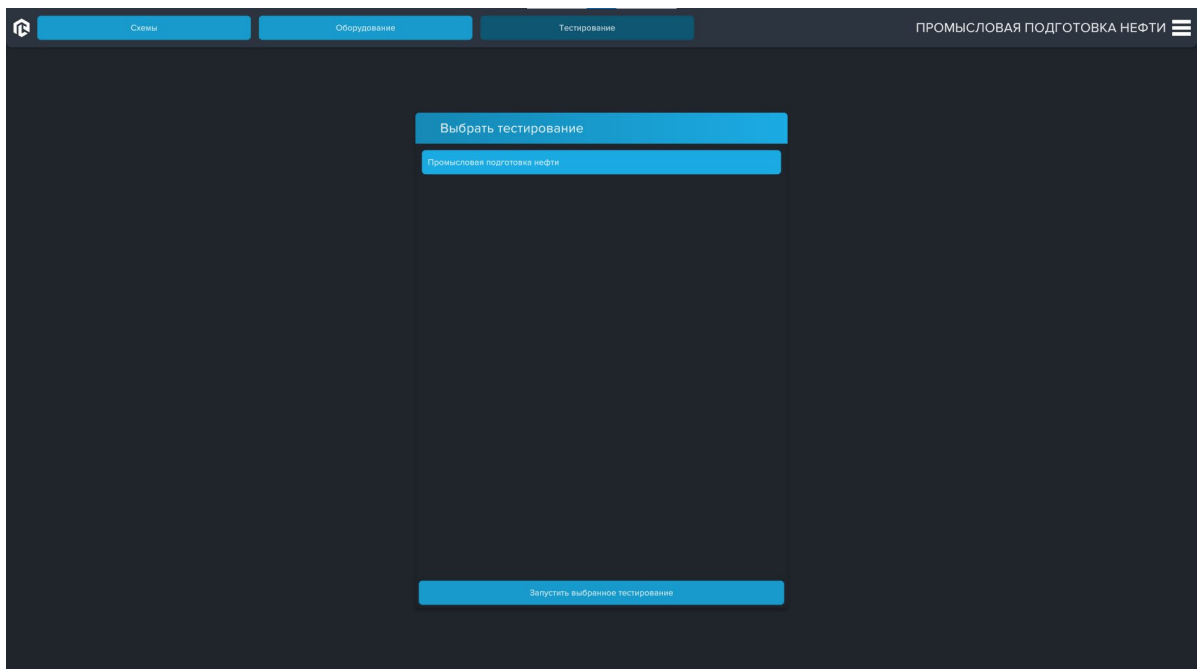 Схемы
Оборудование
Тестирование
ПРОМЫСЛОВАЯ ПОДГОТОВКА НЕФТИ
Выбрать тестирование
Промысловая подготовка нефти
Запустить выбранное тестирование